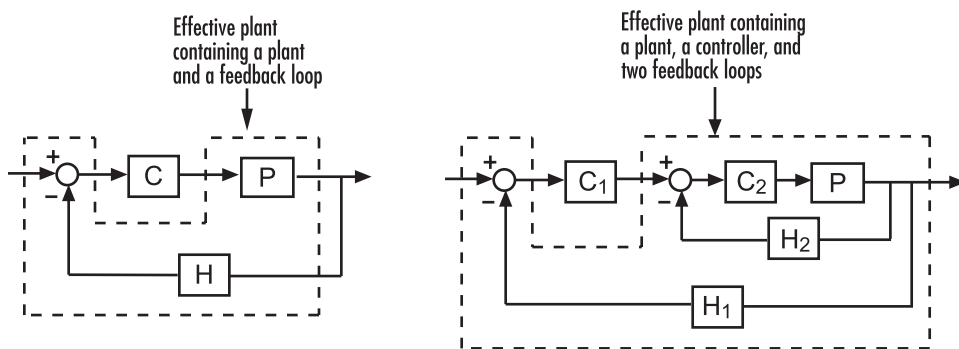 Effective plant
containing a plant
and a feedback loop
+
−
C
P
H
Effective plant containing
a plant, a controller, and
two feedback loops
+
−
C1
+
−
C2
P
H2
H1